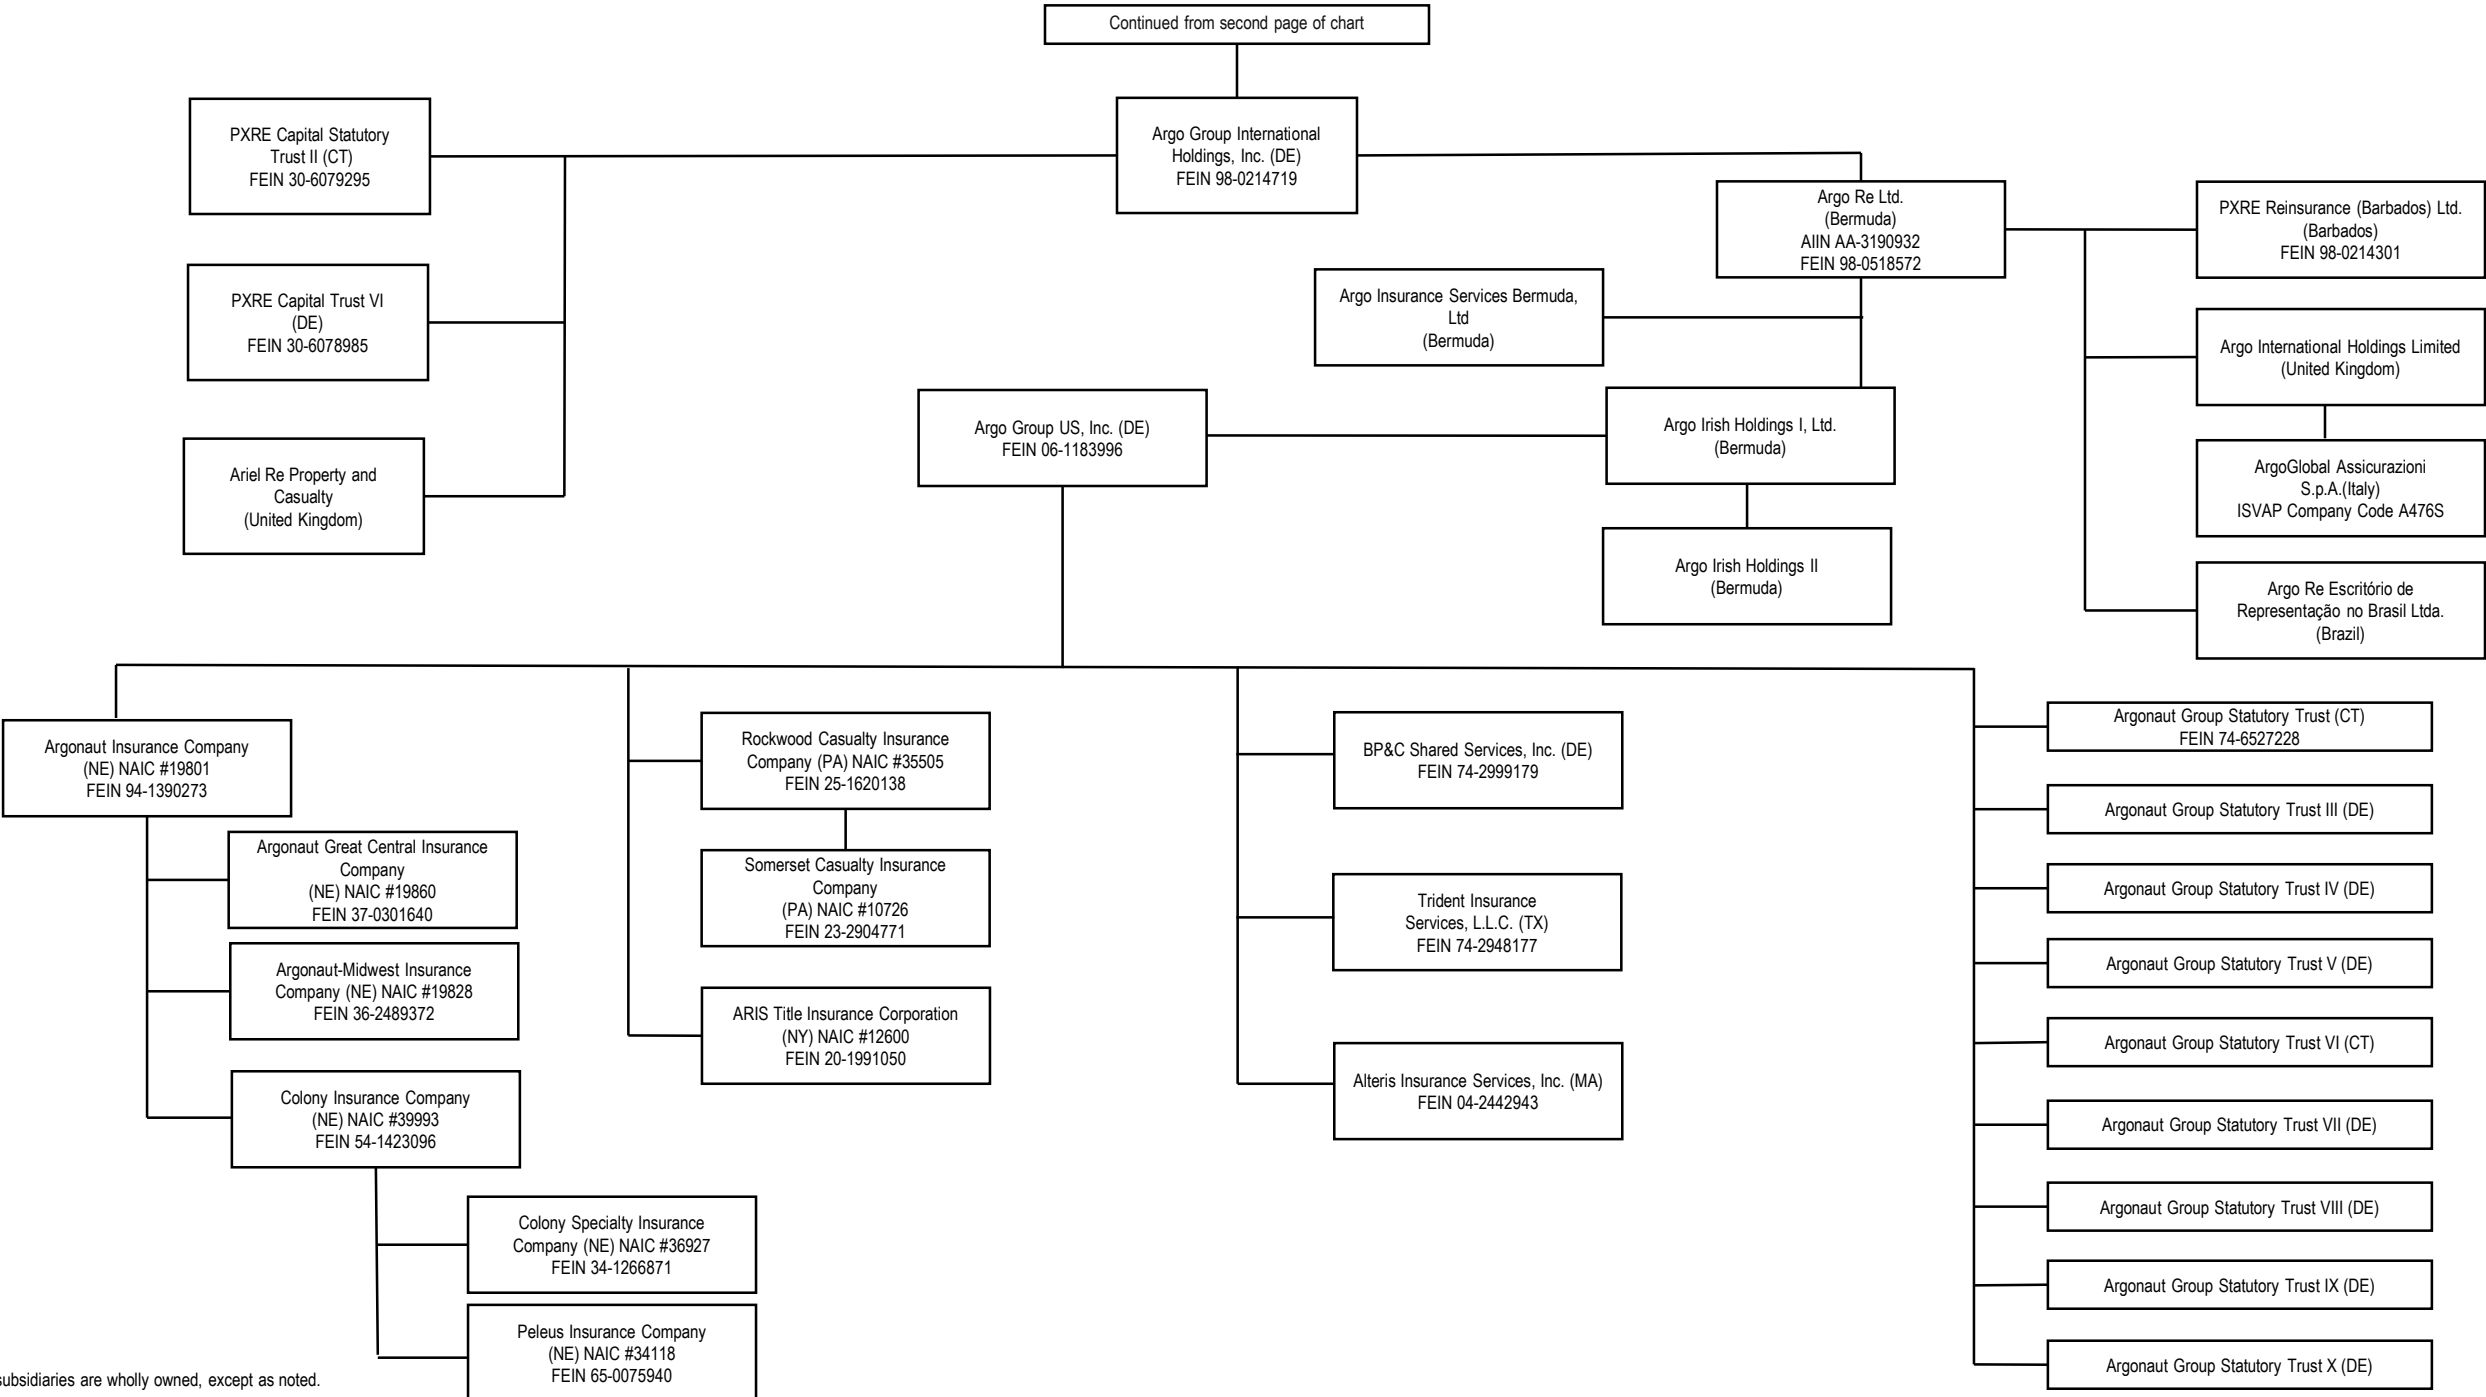 Continued from second page of chart
PXRE Capital Statutory
Trust II (CT)
FEIN 30-6079295
Argo Group International
Holdings, Inc. (DE)
FEIN 98-0214719
Argo Re Ltd.
(Bermuda)
AIIN AA-3190932
FEIN 98-0518572
PXRE Reinsurance (Barbados) Ltd.
(Barbados)
FEIN 98-0214301
PXRE Capital Trust VI
(DE)
FEIN 30-6078985
Argo Insurance Services Bermuda,
Ltd
(Bermuda)
Argo International Holdings Limited
(United Kingdom)
Argo Group US, Inc. (DE)
FEIN 06-1183996
Argo Irish Holdings I, Ltd.
(Bermuda)
Ariel Re Property and
Casualty
(United Kingdom)
ArgoGlobal Assicurazioni
S.p.A.(Italy)
ISVAP Company Code A476S
Argo Irish Holdings II
(Bermuda)
Argo Re Escritório de
Representação no Brasil Ltda.
(Brazil)
Argonaut Insurance Company
(NE) NAIC #19801
FEIN 94-1390273
Argonaut Great Central Insurance
Company
(NE) NAIC #19860
FEIN 37-0301640
Argonaut-Midwest Insurance
Company (NE) NAIC #19828
FEIN 36-2489372
Colony Insurance Company
(NE) NAIC #39993
FEIN 54-1423096
Colony Specialty Insurance
Company (NE) NAIC #36927
FEIN 34-1266871
Peleus Insurance Company
(NE) NAIC #34118
FEIN 65-0075940
Rockwood Casualty Insurance
Company (PA) NAIC #35505
FEIN 25-1620138
Somerset Casualty Insurance
Company
(PA) NAIC #10726
FEIN 23-2904771
ARIS Title Insurance Corporation
(NY) NAIC #12600
FEIN 20-1991050
BP&C Shared Services, Inc. (DE)
FEIN 74-2999179
Trident Insurance
Services, L.L.C. (TX)
FEIN 74-2948177
Alteris Insurance Services, Inc. (MA)
FEIN 04-2442943
Argonaut Group Statutory Trust (CT)
FEIN 74-6527228
Argonaut Group Statutory Trust III (DE)
Argonaut Group Statutory Trust IV (DE)
Argonaut Group Statutory Trust V (DE)
Argonaut Group Statutory Trust VI (CT)
Argonaut Group Statutory Trust VII (DE)
Argonaut Group Statutory Trust VIII (DE)
Argonaut Group Statutory Trust IX (DE)
Argonaut Group Statutory Trust X (DE)
subsidiaries are wholly owned, except as noted.